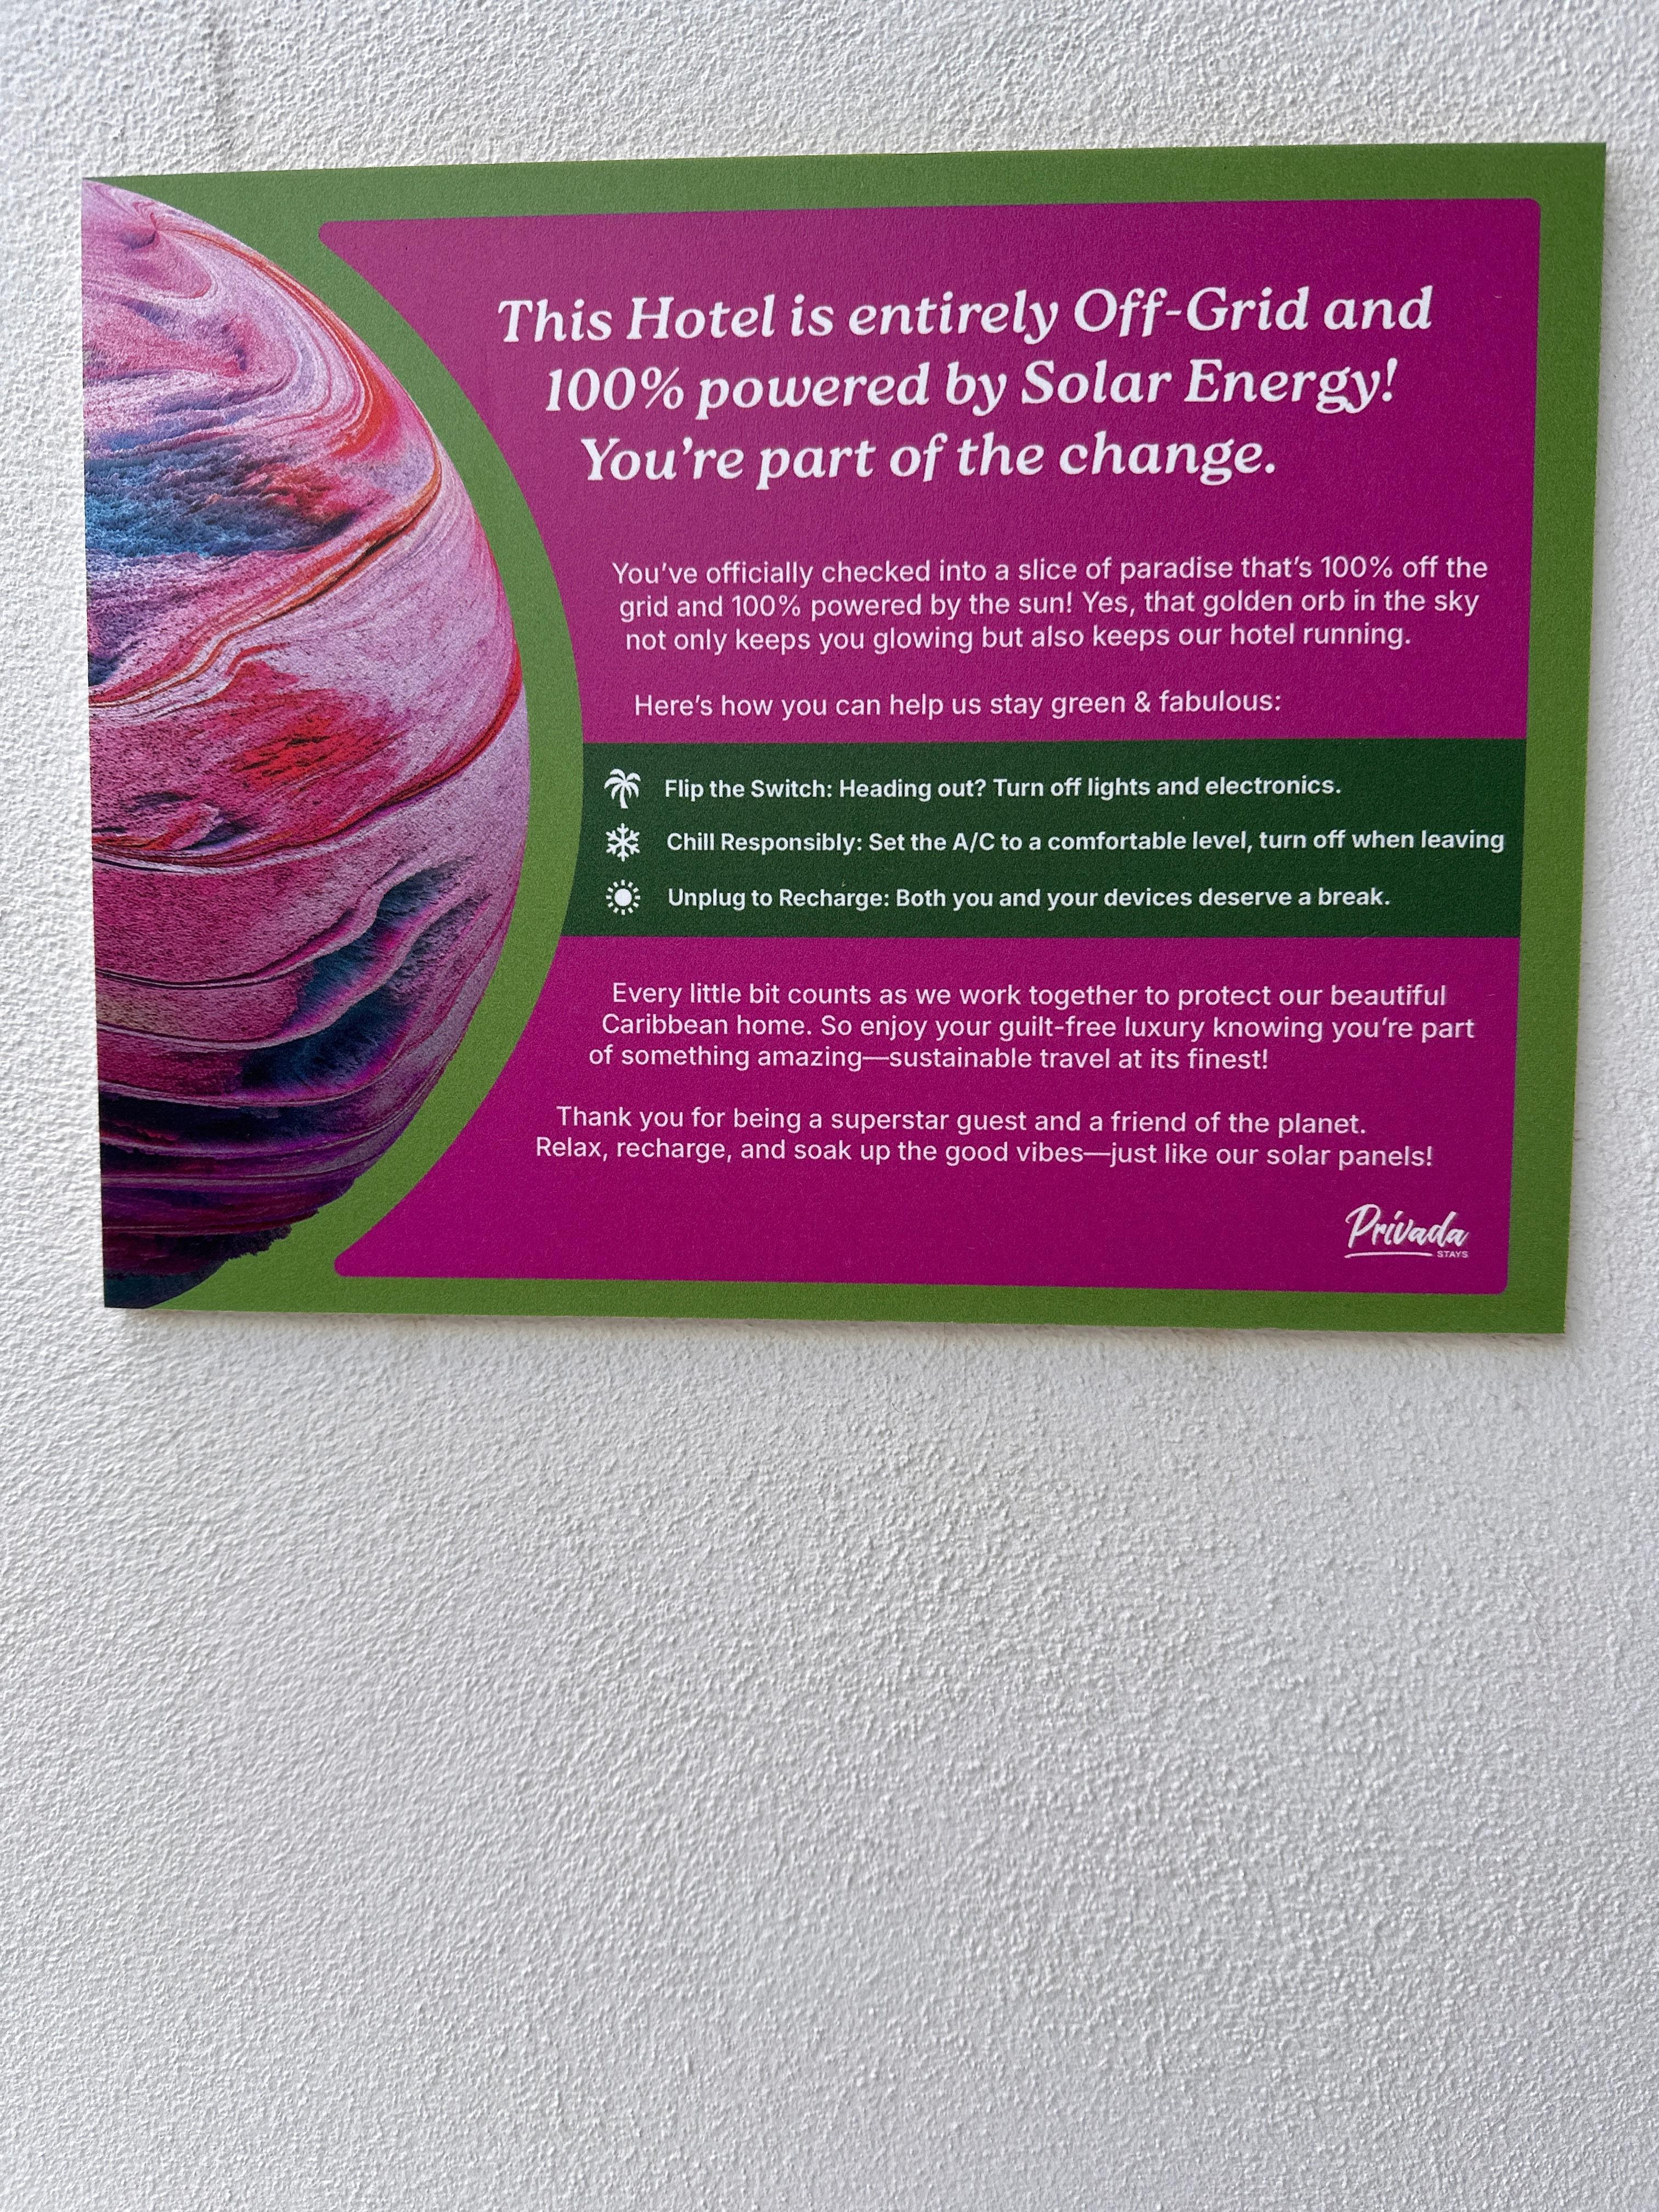 This Hotel is entirely Off-Grid and
100% powered by Solar Energy!
You're part of the change.
You've officially checked into a slice of paradise that's 100% off the
grid and 100% powered by the sun! Yes, that golden orb in the sky
not only keeps you glowing but also keeps our hotel running.
Here's how you can help us stay green & fabulous:
Flip the Switch: Heading out? Turn off lights and electronics.
Chill Responsibly: Set the A/C to a comfortable level, turn off when leaving
Unplug to Recharge: Both you and your devices deserve a break.
Every little bit counts as we work together to protect our beautiful
Caribbean home. So enjoy your guilt-free luxury knowing you're part
of something amazing—sustainable travel at its finest!
Thank you for being a superstar guest and a friend of the planet.
Relax, recharge, and soak up the good vibes—just like our solar panels!
Privada
STAYS